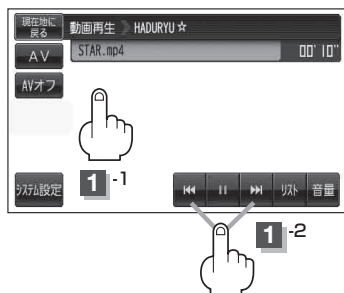 現在地に
戻る
動画再生 HADURYU☆
AV
STAR.mp4 00'10"
AVオフ
システム設定
1-1
リスト 音量
1-2